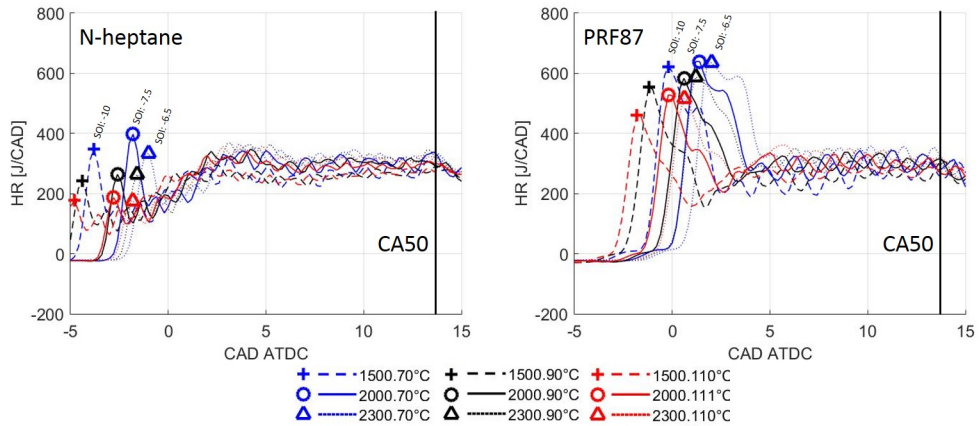 N-heptane
SOI: -10
SOI: -7.5
SOI: -6.5
CA50
HR [J/CAD]
800
600
400
200
0
-200
-5
0
5
10
15
CAD ATDC
PRF87
SOI: -10
SOI: -7.5
SOI: -6.5
CA50
HR [J/CAD]
800
600
400
200
0
-200
-5
0
5
10
15
CAD ATDC
1500.70°C
1500.90°C
1500.110°C
2000.70°C
2000.90°C
2000.111°C
2300.70°C
2300.90°C
2300.110°C